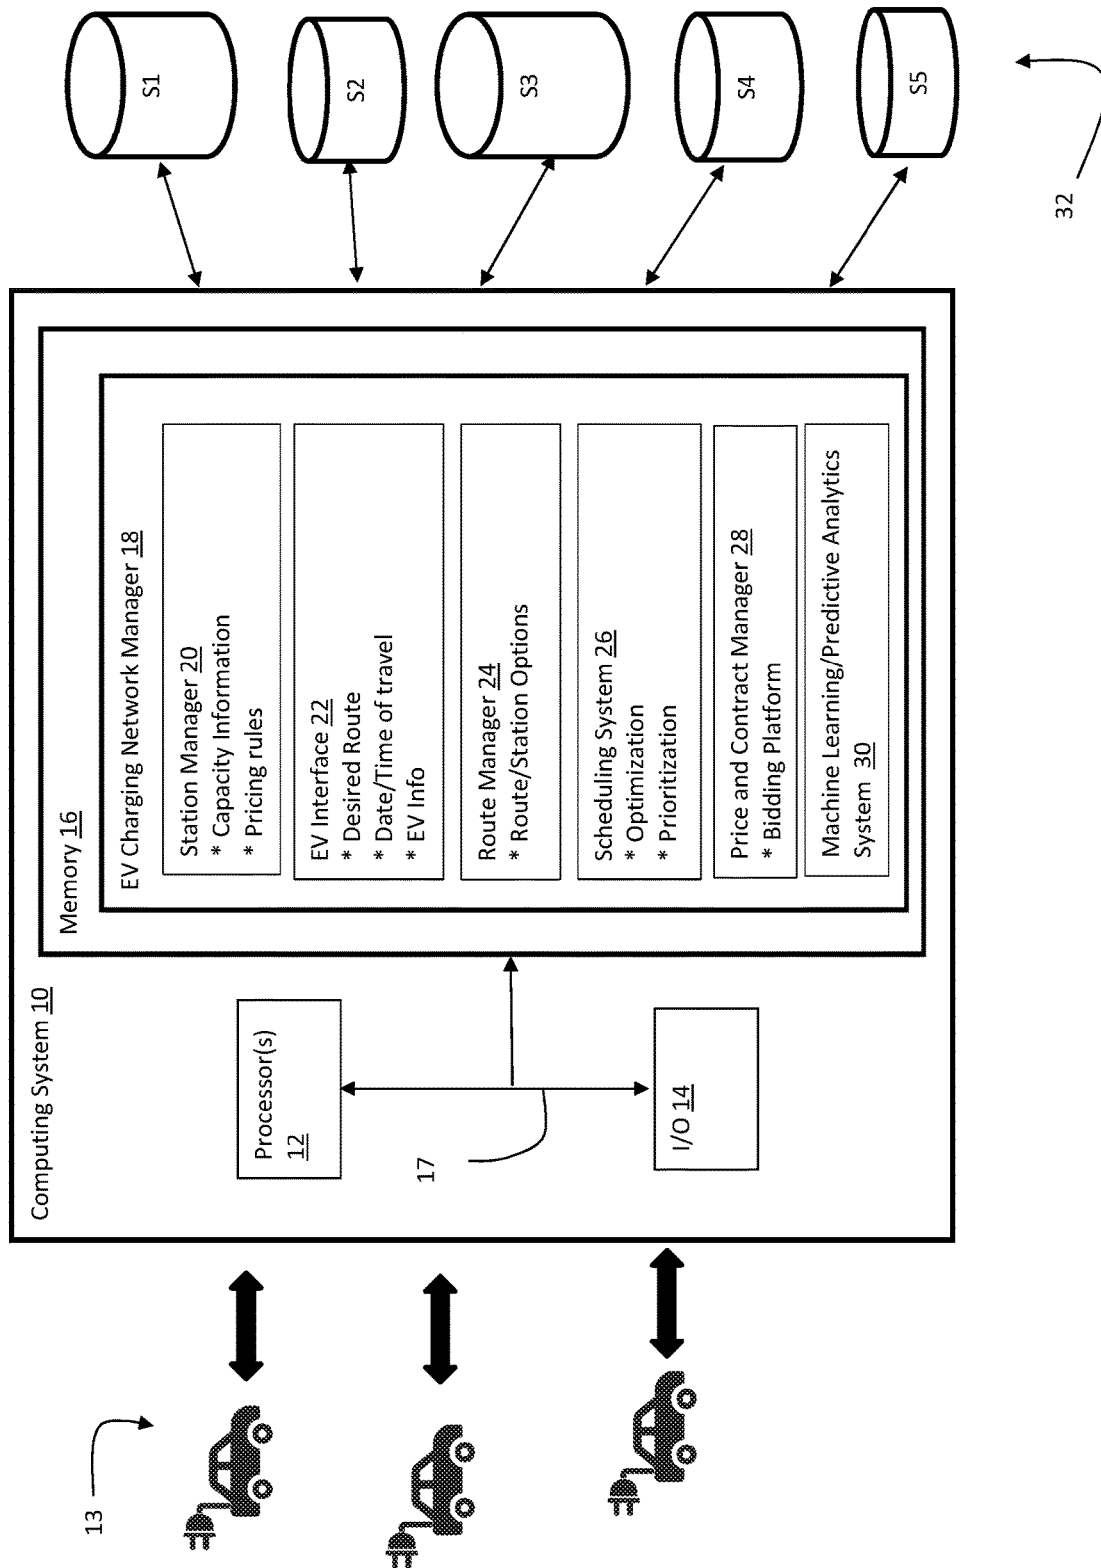 13
Computing System 10
Processor(s)
12
17
I/O 14
Memory 16
EV Charging Network Manager 18
Station Manager 20
* Capacity Information
* Pricing rules
EV Interface 22
* Desired Route
* Date/Time of travel
* EV Info
Route Manager 24
* Route/Station Options
Scheduling System 26
* Optimization
* Prioritization
Price and Contract Manager 28
* Bidding Platform
Machine Learning/Predictive Analytics
System 30
S1
S2
S3
S4
S5
32